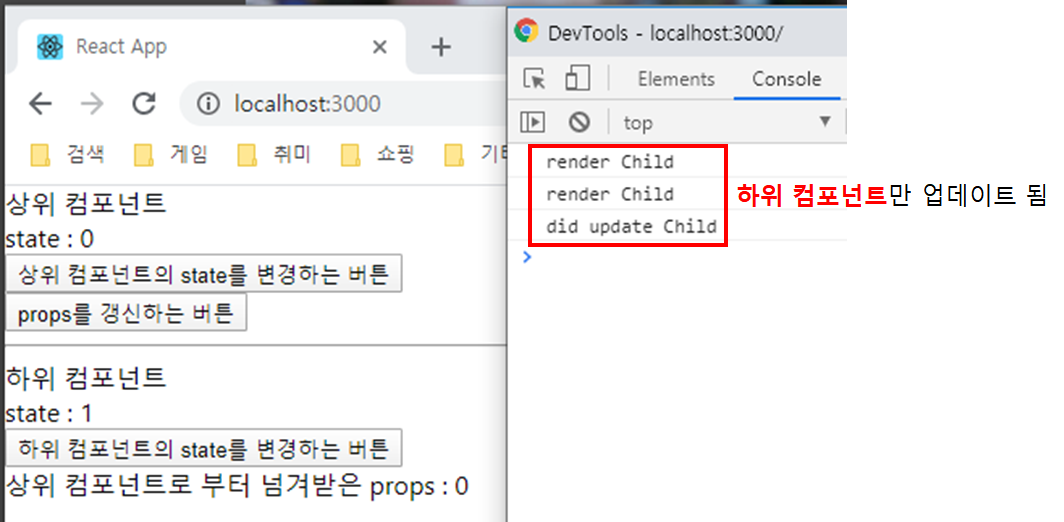 React App
localhost:3000
검색 게임 취미 쇼핑
상위 컴포넌트
state : 0
상위 컴포넌트의 state를 변경하는 버튼
props를 갱신하는 버튼
하위 컴포넌트
state : 1
하위 컴포넌트의 state를 변경하는 버튼
상위 컴포넌트로 부터 넘겨받은 props : 0
DevTools - localhost:3000/
Elements Console
top
render Child
render Child
did update Child
하위 컴포넌트만 업데이트 됨